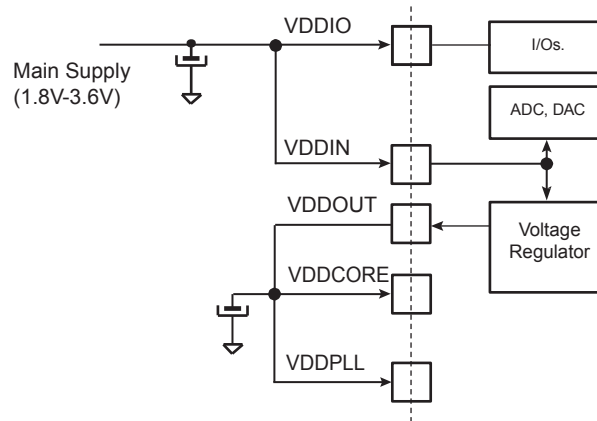 VDDIO
I/Os.
Main Supply
(1.8V-3.6V)
ADC, DAC
VDDIN
VDDOUT
Voltage
Regulator
VDDCORE
VDDPLL